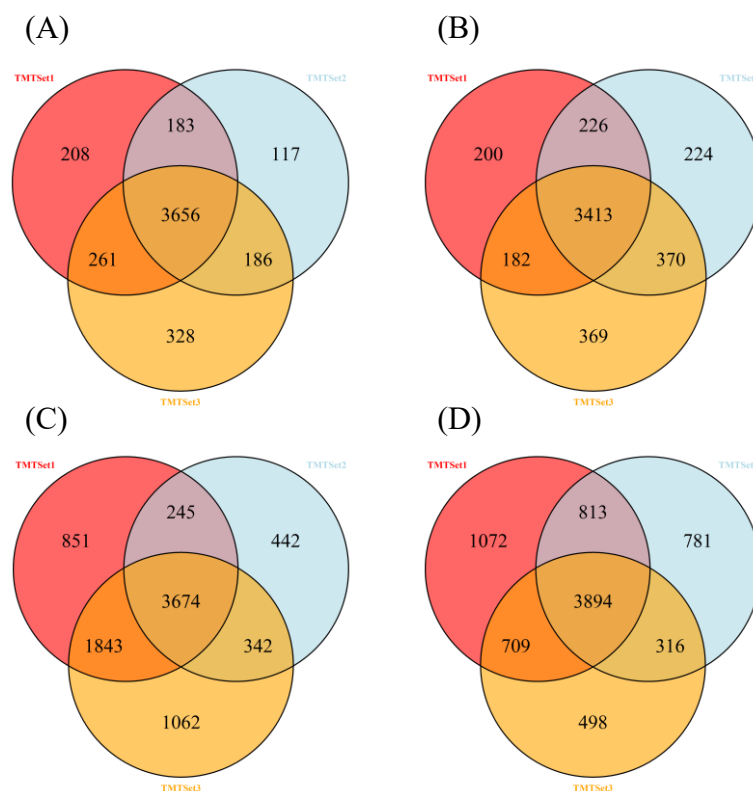 (A) (B)
TMTSet1 TMTSet2 TMTSet1 TMTSet
183 226
208 117 200 224
3656 3413
261 186 182 370
328 369
TMTSet3 TMTSet3
(C) (D)
TMTSet1 TMTSet2 TMTSet1 TMTSet
245 813
851 442 1072 781
3674 3894
1843 342 709 316
1062 498
TMTSet3 TMTSet3